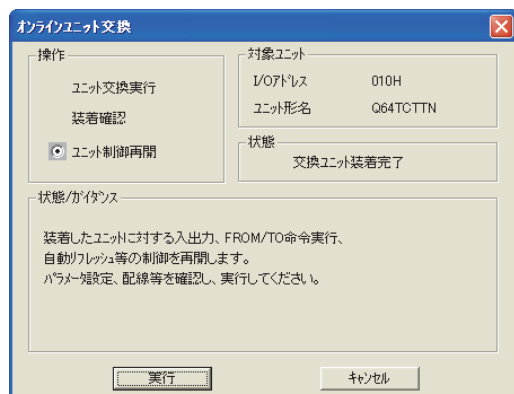 オンラインユニット交換
操作
ユニット交換実行
装着確認
ユニット制御再開
対象ユニット
I/Oアドレス 010H
ユニット形名 Q64TCTTN
状態
交換ユニット装着完了
状態/ガイダンス
装着したユニットに対する入出力、FROM/TO命令実行、
自動リフレッシュ等の制御を再開します。
パラメータ設定、配線等を確認し、実行してください。
実行 キャンセル